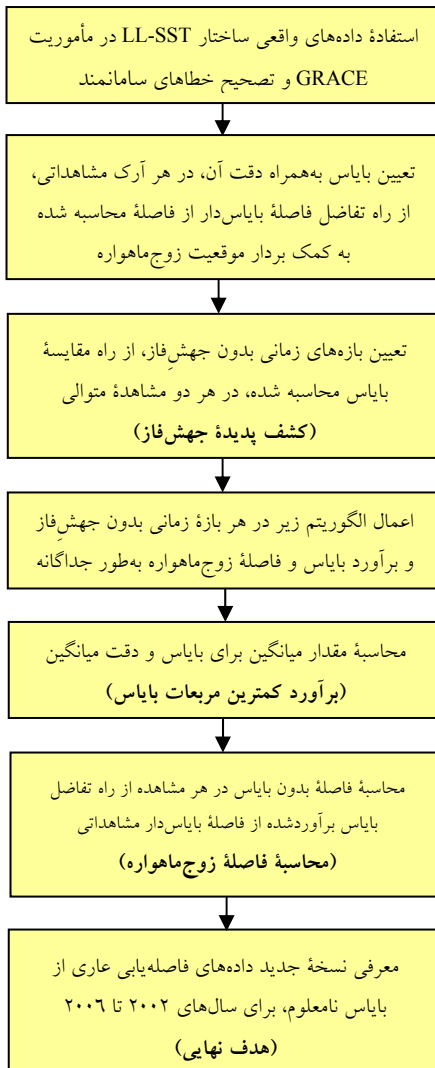 استفادهٔ داده‌های واقعی ساختار LL-SST در مأموریت
GRACE و تصحیح خطاهای سامانمند
تعیین بایاس به‌همراه دقت آن، در هر آرک مشاهداتی،
از راه تفاضل فاصلهٔ بایاس‌دار از فاصلهٔ محاسبه شده
به کمک بردار موقعیت زوج‌ماهواره
تعیین بازه‌های زمانی بدون جهشِ‌فاز، از راه مقایسهٔ
بایاس محاسبه شده، در هر دو مشاهدهٔ متوالی
(کشف پدیدهٔ جهش‌فاز)
اعمال الگوریتم زیر در هر بازهٔ زمانی بدون جهشِ‌فاز
و برآورد بایاس و فاصلهٔ زوج‌ماهواره به‌طور جداگانه
محاسبهٔ مقدار میانگین برای بایاس و دقت میانگین
(برآورد کمترین مربعات بایاس)
محاسبهٔ فاصلهٔ بدون بایاس در هر مشاهده از راه تفاضل
بایاس برآوردشده از فاصلهٔ بایاس‌دار مشاهداتی
(محاسبهٔ فاصلهٔ زوج‌ماهواره)
معرفی نسخهٔ جدید داده‌های فاصله‌یابی عاری از
بایاس نامعلوم، برای سال‌های ۲۰۰۲ تا ۲۰۰۶
(هدف نهایی)